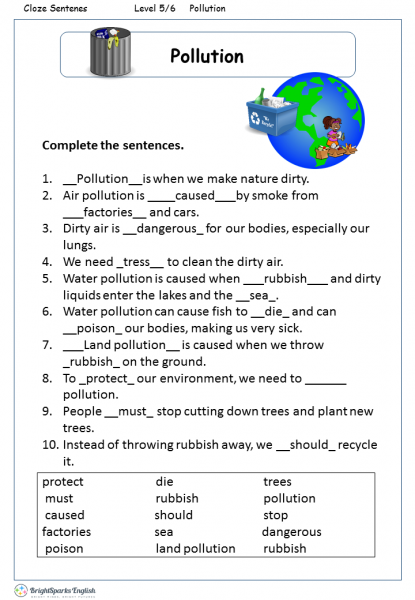 Cloze Sentenes Level 5/6 Pollution
Pollution
Complete the sentences.
1. __Pollution__is when we make nature dirty.
2. Air pollution is ____caused___by smoke from
___factories__ and cars.
3. Dirty air is __dangerous_ for our bodies, especially our
lungs.
4. We need _tress__ to clean the dirty air.
5. Water pollution is caused when ___rubbish___ and dirty
liquids enter the lakes and the __sea_.
6. Water pollution can cause fish to __die_ and can
__poison_ our bodies, making us very sick.
7. ___Land pollution__ is caused when we throw
_rubbish_ on the ground.
8. To _protect_ our environment, we need to ______
pollution.
9. People __must_ stop cutting down trees and plant new
trees.
10. Instead of throwing rubbish away, we __should_ recycle
it.
protect die trees
must rubbish pollution
caused should stop
factories sea dangerous
poison land pollution rubbish
BrightSparks English